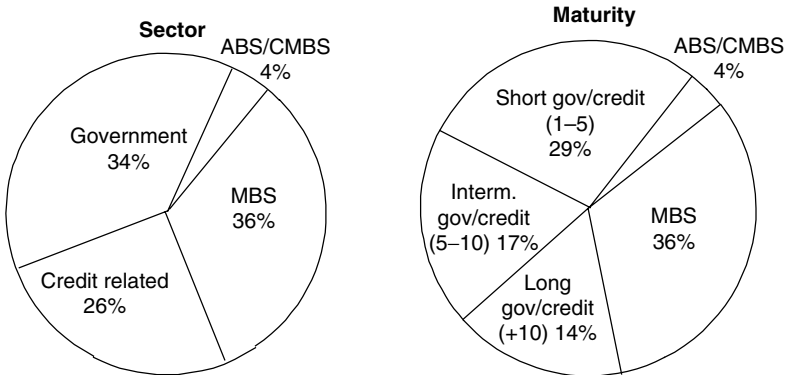 Sector
ABS/CMBS
4%
Government
34%
MBS
36%
Credit related
26%
Maturity
ABS/CMBS
4%
Short gov/credit
(1–5)
29%
Interm.
gov/credit
(5–10) 17%
MBS
36%
Long
gov/credit
(+10) 14%